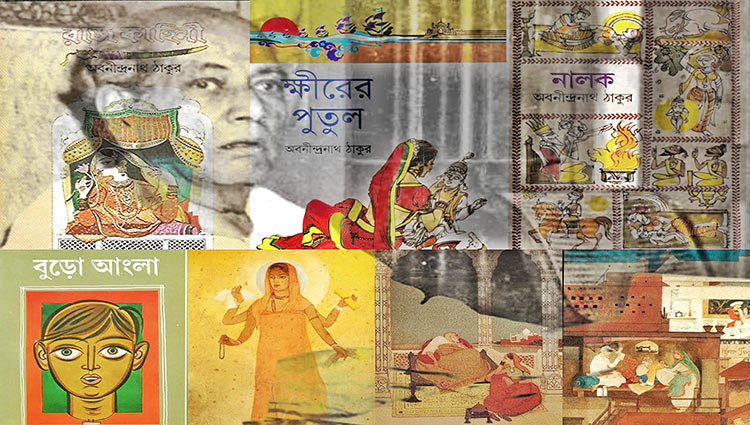 রাজ কাহিনী
অবনীন্দ্রনাথ ঠাকুর
ক্ষীরের
পুতুল
অবনীন্দ্রনাথ ঠাকুর
নালক
অবনীন্দ্রনাথ ঠাকুর
বুড়ো আংলা